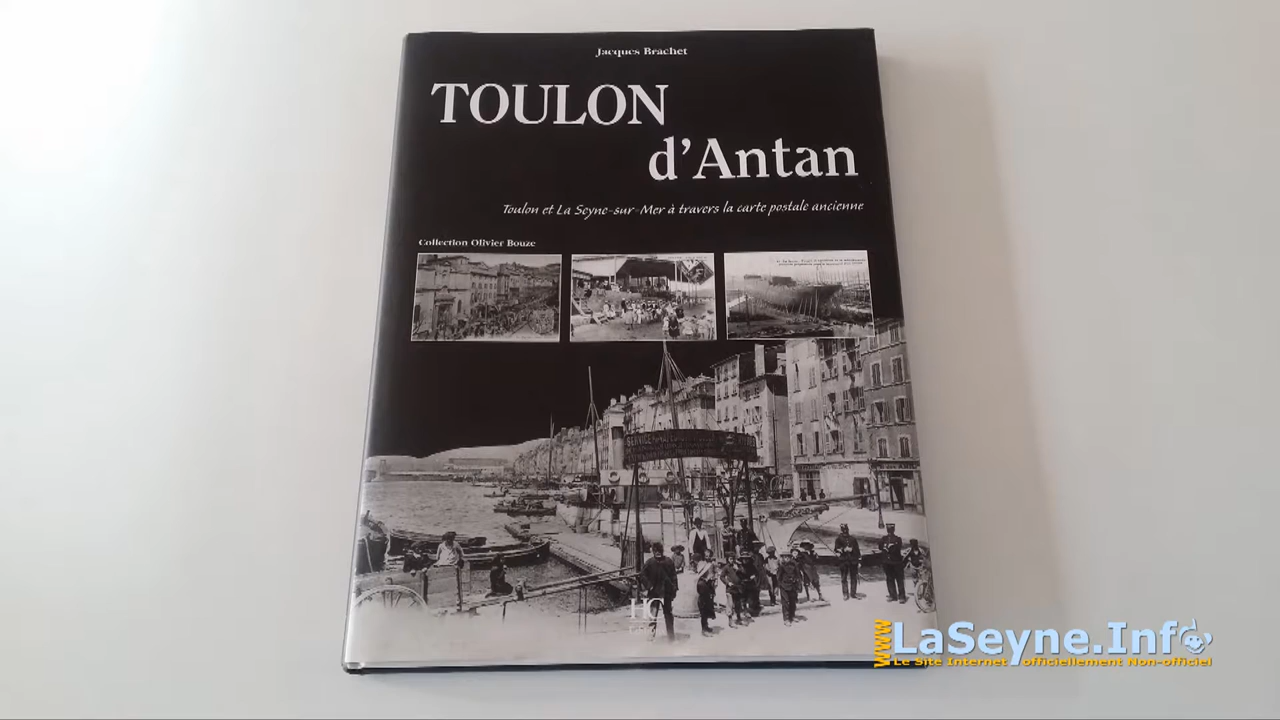 Jacques Brachet
TOULON
d'Antan
Toulon et La Seyne-sur-Mer à travers la carte postale ancienne
Collection Olivier Bouze
SERVICE
HC
LaSeyne.Info
Le Site Internet officiellement Non-officiel